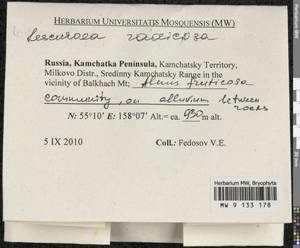 HERBARIUM UNIVERSITATIS MOSQUENSIS (MW)
Lescuraea radicosa
Russia, Kamchatka Peninsula, Kamchatsky Territory,
Milkovo Distr., Sredinny Kamchatsky Range in the
vicinity of Balkhach Mt; Alnus fruticosa
community, on alluvium between
rocks
N: 55°10' E: 158°07' Alt.= ca. 930 m alt.
5 IX 2010 Coll.: Fedosov V.E.
Herbarium MW, Bryophyta
MW 9 133 178